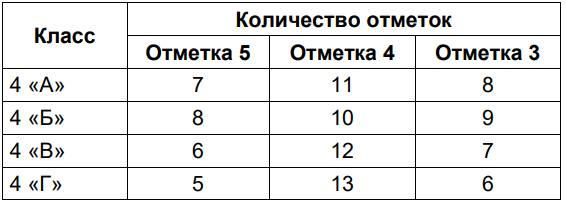 Класс
Количество отметок
Отметка 5 Отметка 4 Отметка 3
4 «А» 7 11 8
4 «Б» 8 10 9
4 «В» 6 12 7
4 «Г» 5 13 6